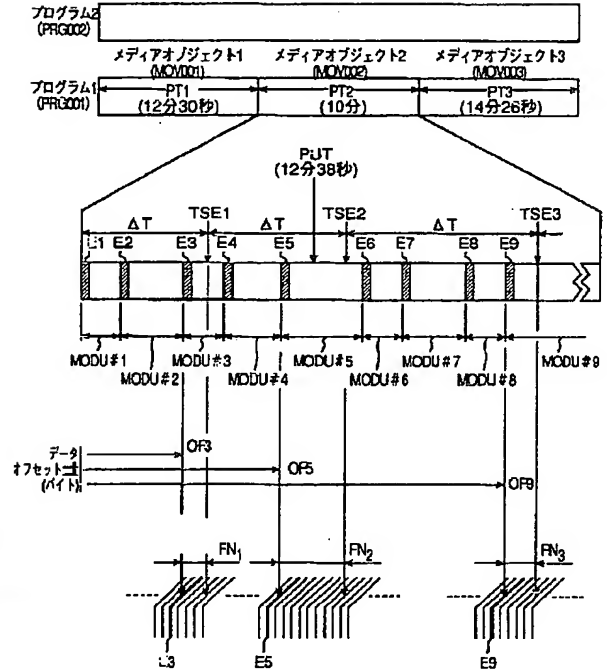 プログラム2
(PRG002)
メディアオブジェクト1 メディアオブジェクト2 メディアオブジェクト3
(MOV001) (MOV002) (MOV003)
プログラム1
(PRG001)
PT1 PT2 PT3
(12分30秒) (10分) (14分26秒)
PUT
(12分38秒)
TSE1 TSE2 TSE3
ΔT ΔT ΔT
E1 E2 E3 E4 E5 E6 E7 E8 E9
MODU#1 MODU#3 MODU#5 MODU#7 MODU#9
MODU#2 MODU#4 MODU#6 MODU#8
データ
オフセット量
(バイト)
OF3
OF5
OF9
FN₁ FN₂ FN₃
E3 E5 E9